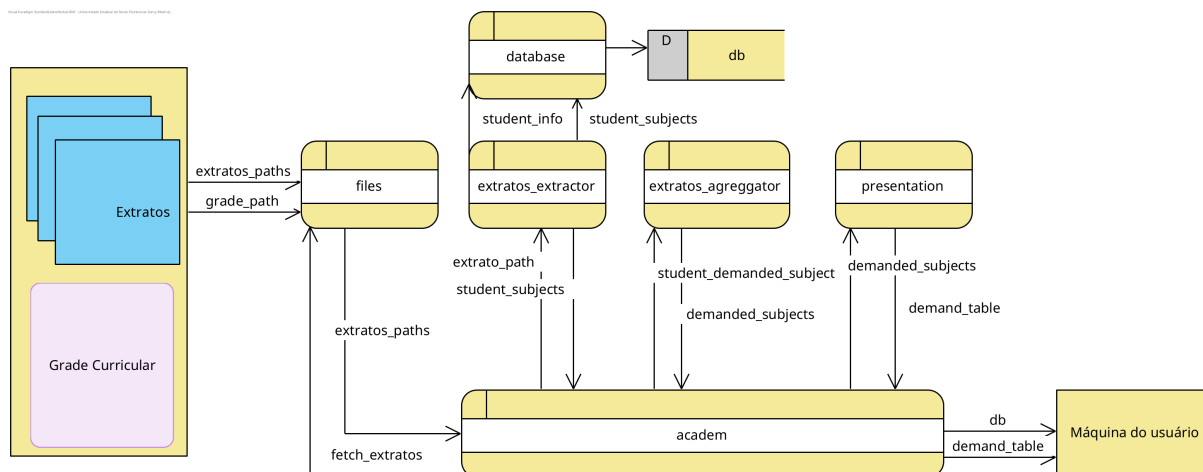 database
D
db
student_info
student_subjects
extratos_paths
grade_path
Extratos
files
extratos_extractor
extratos_agreggator
presentation
extrato_path
student_subjects
student_demanded_subject
demanded_subjects
demanded_subjects
demand_table
extratos_paths
Grade Curricular
fetch_extratos
academ
db
demand_table
Máquina do usuário